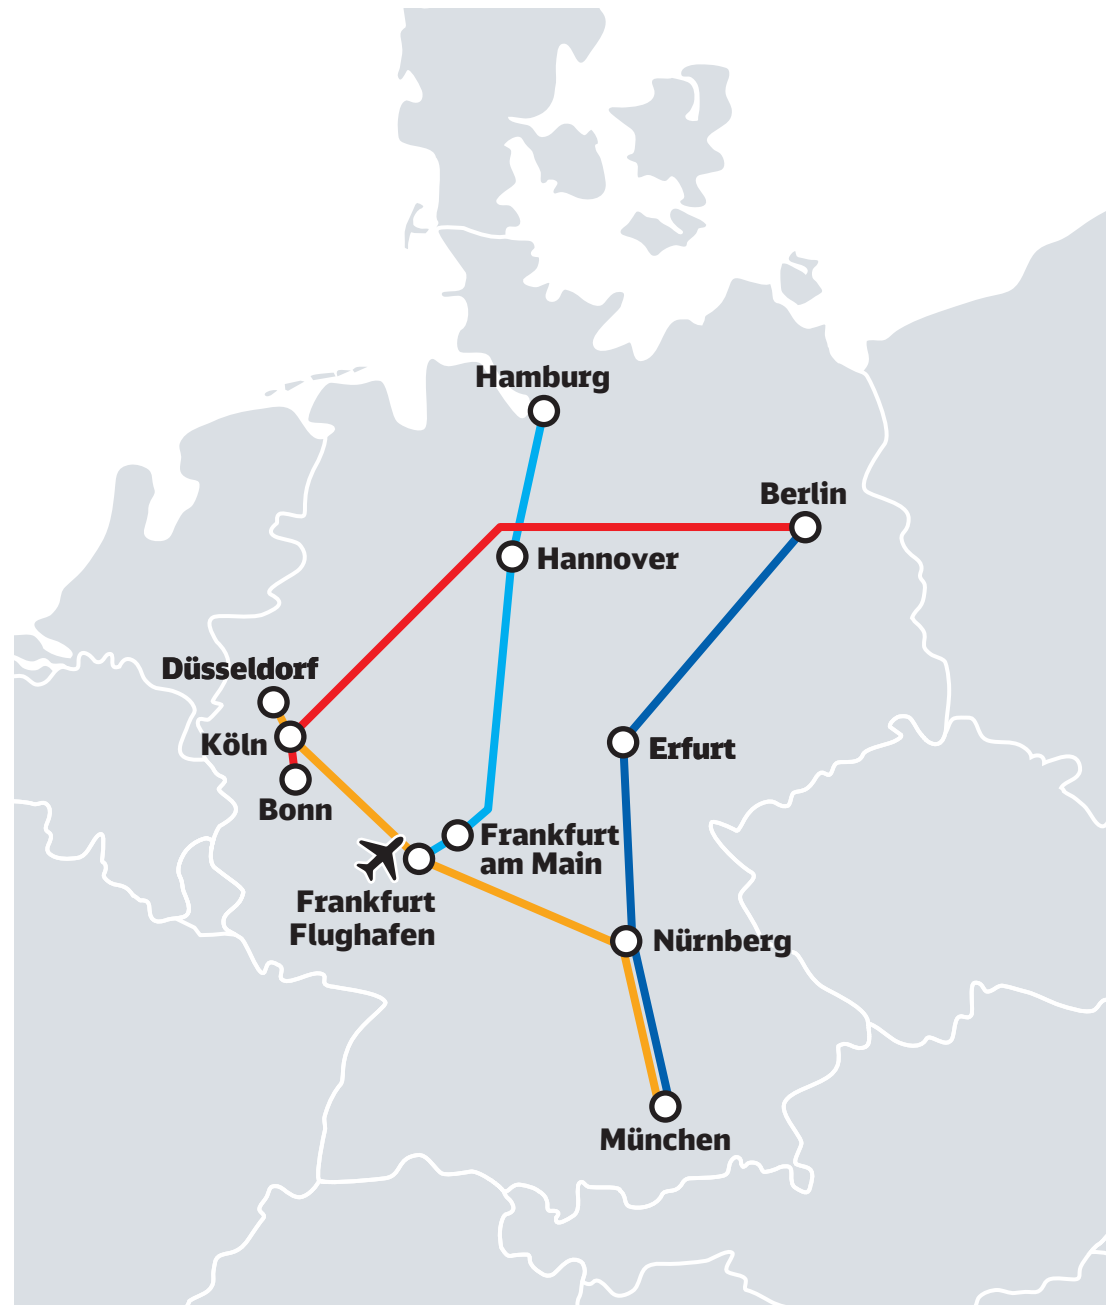 Hamburg
Berlin
Hannover
Düsseldorf
Köln
Erfurt
Bonn
Frankfurt
am Main
Frankfurt
Flughafen
Nürnberg
München